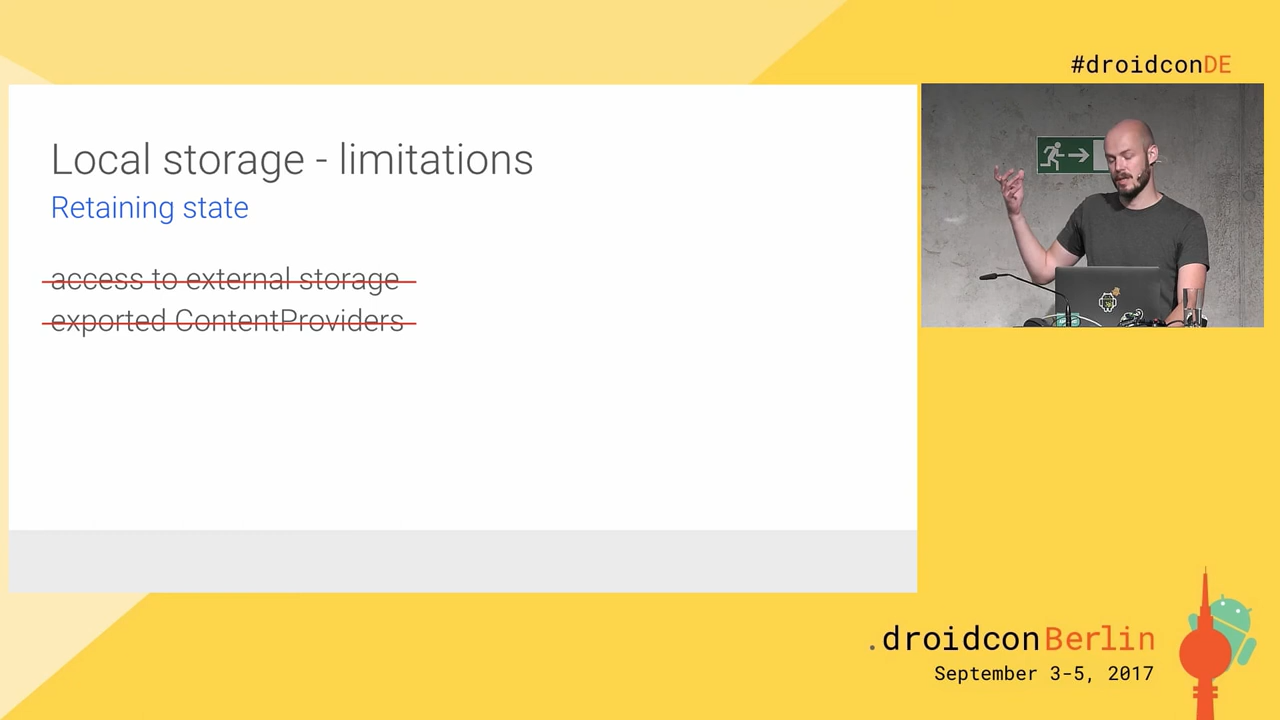 #droidconDE
Local storage - limitations
Retaining state
access to external storage
exported ContentProviders
.droidconBerlin
September 3-5, 2017